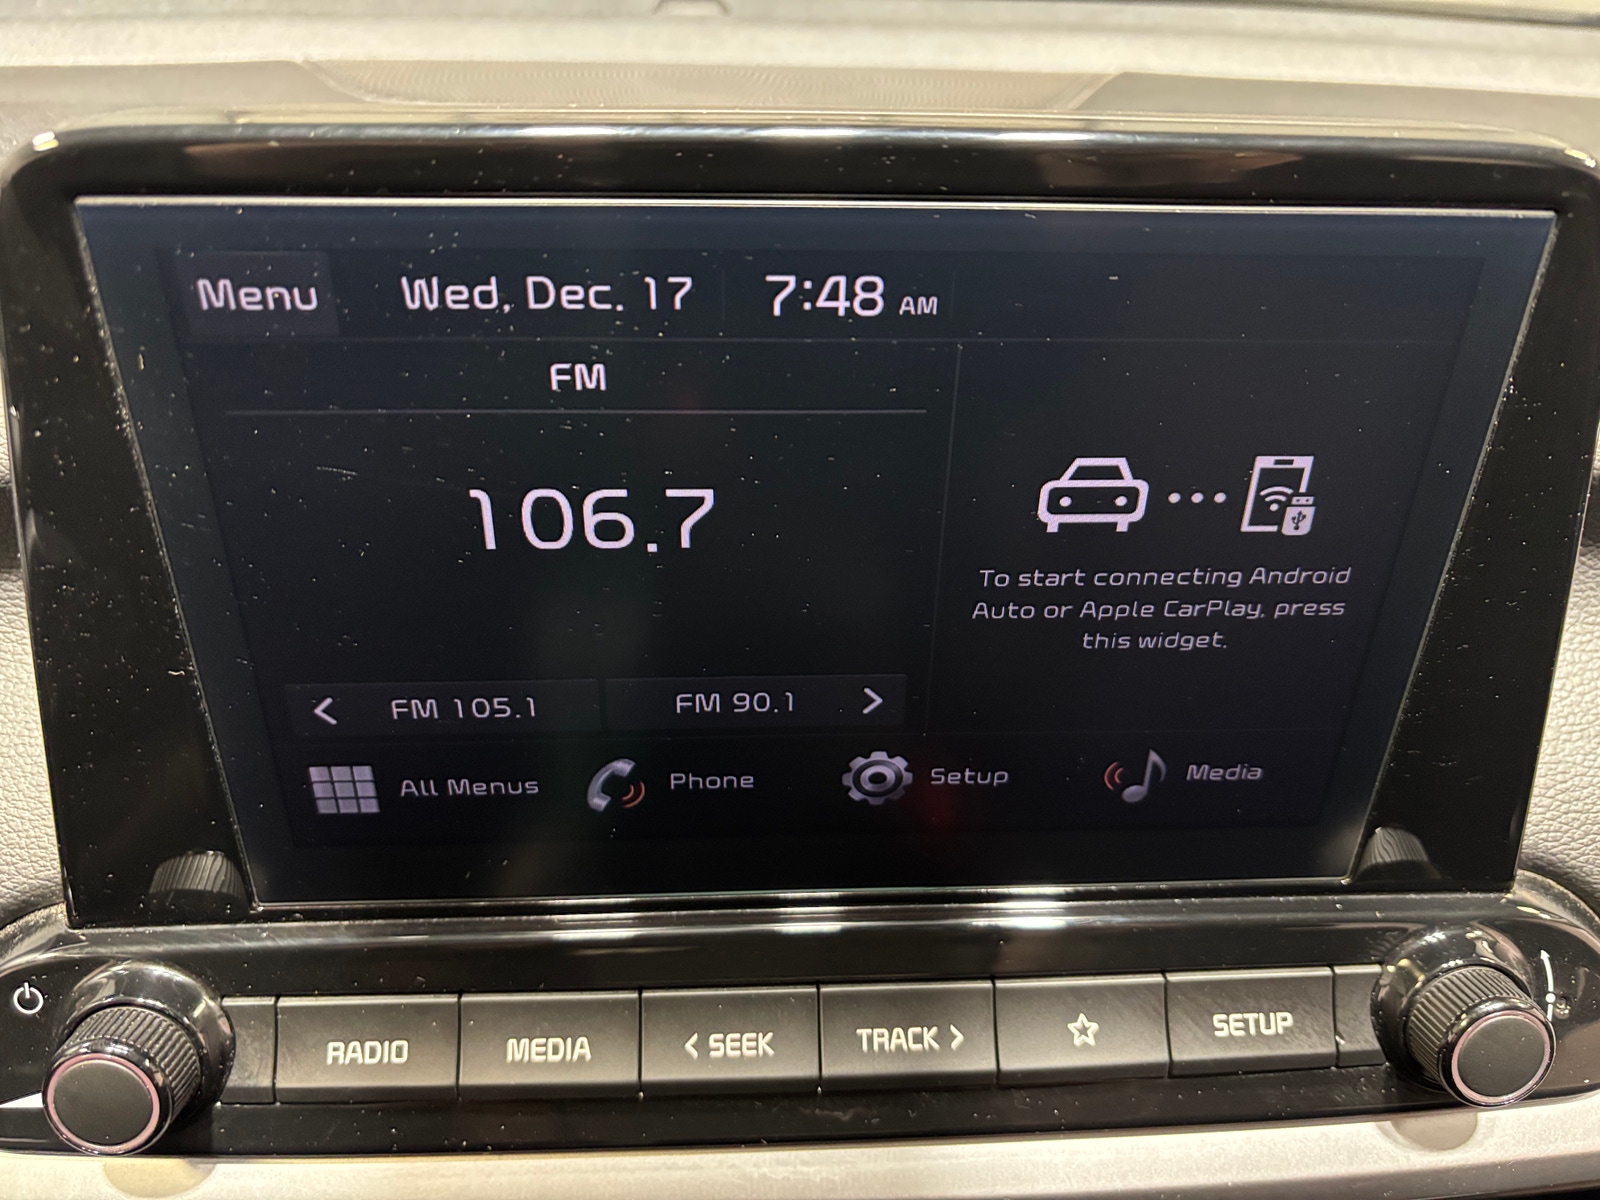 Menu
Wed, Dec. 17
7:48 AM
FM
106.7
To start connecting Android
Auto or Apple CarPlay, press
this widget.
< FM 105.1
FM 90.1 >
All Menus
Phone
Setup
Media
RADIO
MEDIA
< SEEK
TRACK >
SETUP